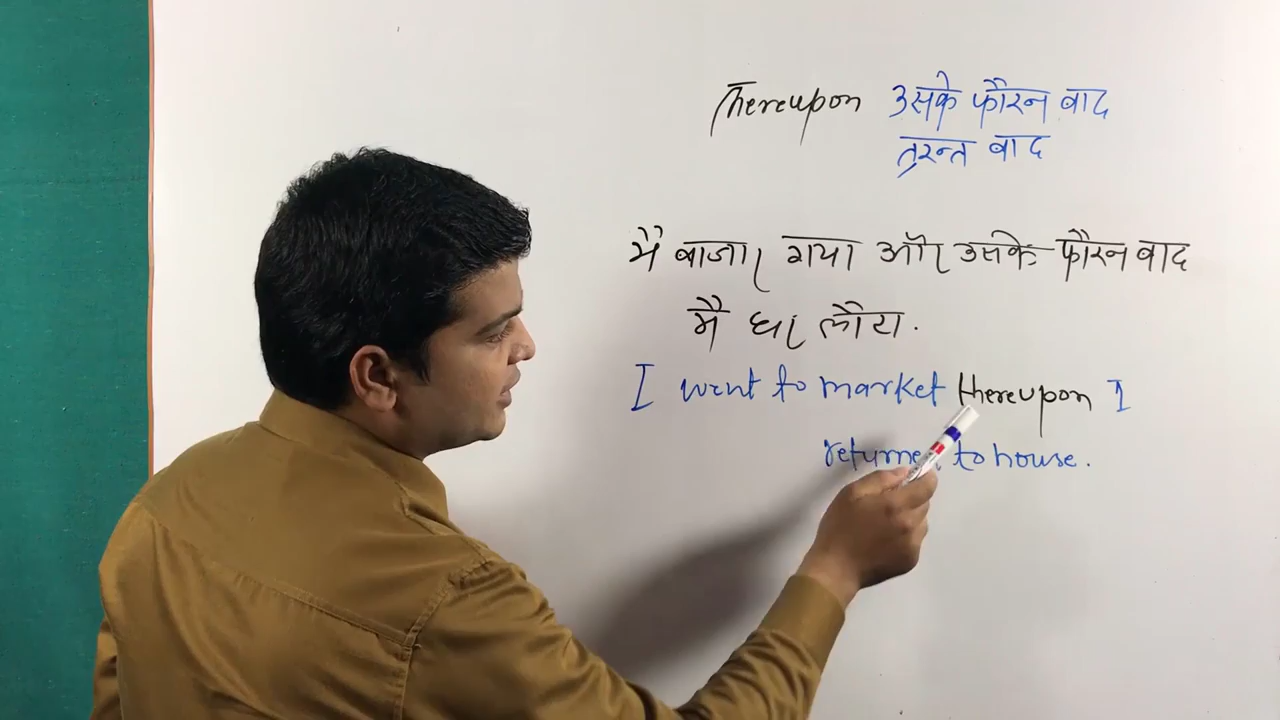 Thereupon उसके फौरन बाद
तुरन्त बाद
मैं बाजार गया और उसके फौरन बाद
मैं घर लौटा.
I went to market thereupon I
returned to house.